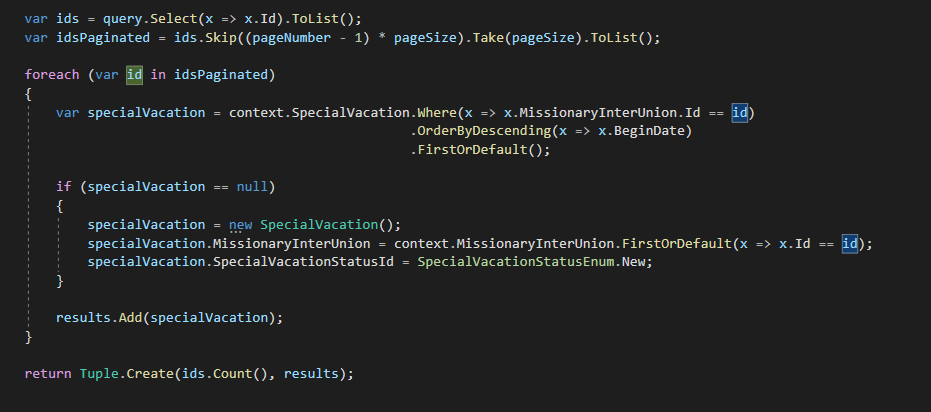 var ids = query.Select(x => x.Id).ToList();
var idsPaginated = ids.Skip((pageNumber - 1) * pageSize).Take(pageSize).ToList();
foreach (var id in idsPaginated)
{
var specialVacation = context.SpecialVacation.Where(x => x.MissionaryInterUnion.Id == id)
.OrderByDescending(x => x.BeginDate)
.FirstOrDefault();
if (specialVacation == null)
{
specialVacation = new SpecialVacation();
specialVacation.MissionaryInterUnion = context.MissionaryInterUnion.FirstOrDefault(x => x.Id == id);
specialVacation.SpecialVacationStatusId = SpecialVacationStatusEnum.New;
}
results.Add(specialVacation);
}
return Tuple.Create(ids.Count(), results);